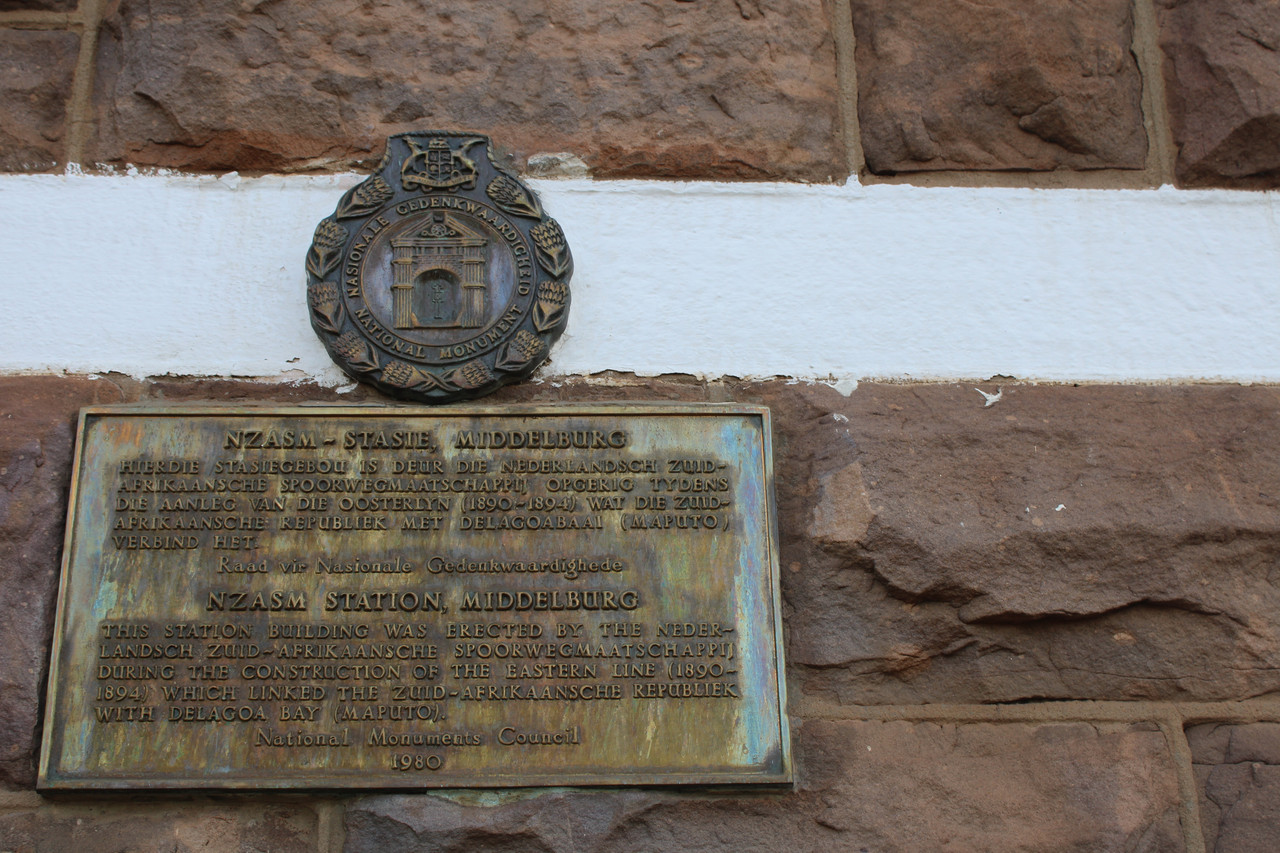 NASIONALE GEDENKWAARDIGHEID
NATIONAL MONUMENT
NZASM-STASIE, MIDDELBURG
HIERDIE STASIEGEBOU IS DEUR DIE NEDERLANDSCH ZUID-
AFRIKAANSCHE SPOORWEGMAATSCHAPPIJ OPGERIG TYDENS
DIE AANLEG VAN DIE OOSTERLYN (1890-1894) WAT DIE ZUID-
AFRIKAANSCHE REPUBLIEK MET DELAGOABAAI (MAPUTO)
VERBIND HET.
Raad vir Nasionale Gedenkwaardighede
NZASM STATION, MIDDELBURG
THIS STATION BUILDING WAS ERECTED BY THE NEDER-
LANDSCH ZUID-AFRIKAANSCHE SPOORWEGMAATSCHAPPIJ
DURING THE CONSTRUCTION OF THE EASTERN LINE (1890-
1894) WHICH LINKED THE ZUID-AFRIKAANSCHE REPUBLIEK
WITH DELAGOA BAY (MAPUTO).
National Monuments Council
1980